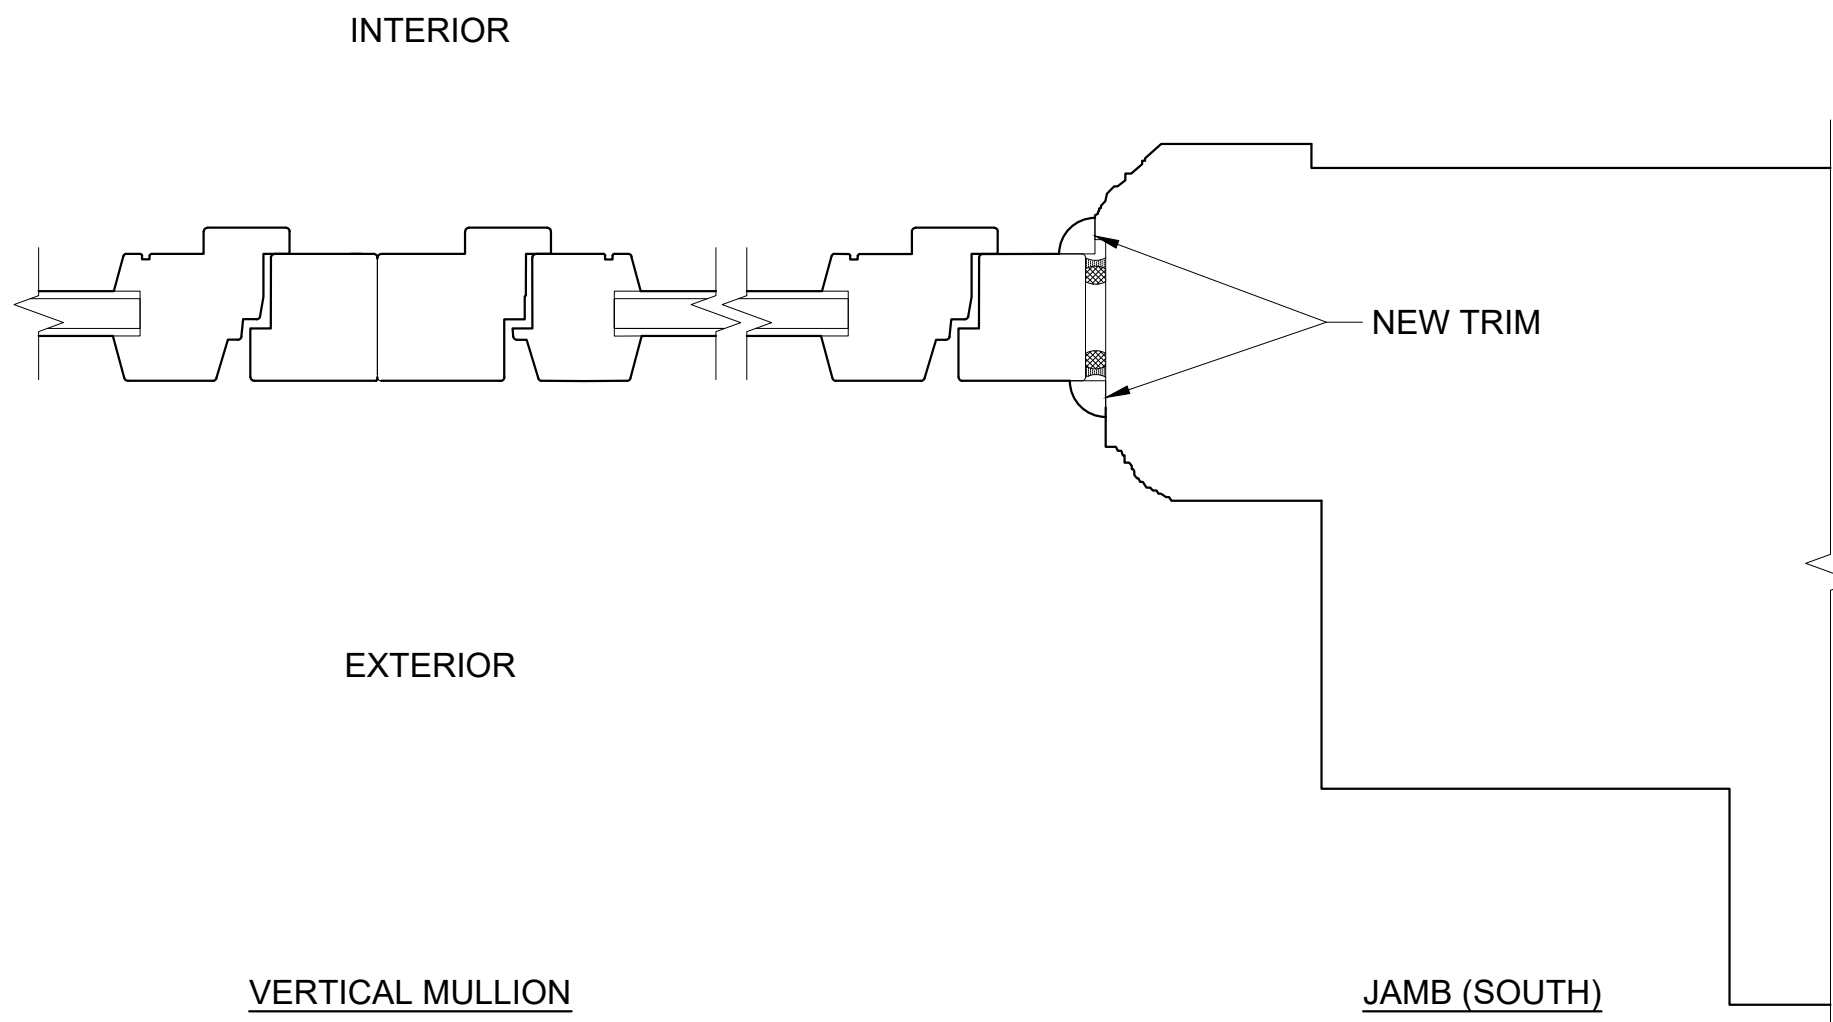 INTERIOR
NEW TRIM
EXTERIOR
VERTICAL MULLION
JAMB (SOUTH)